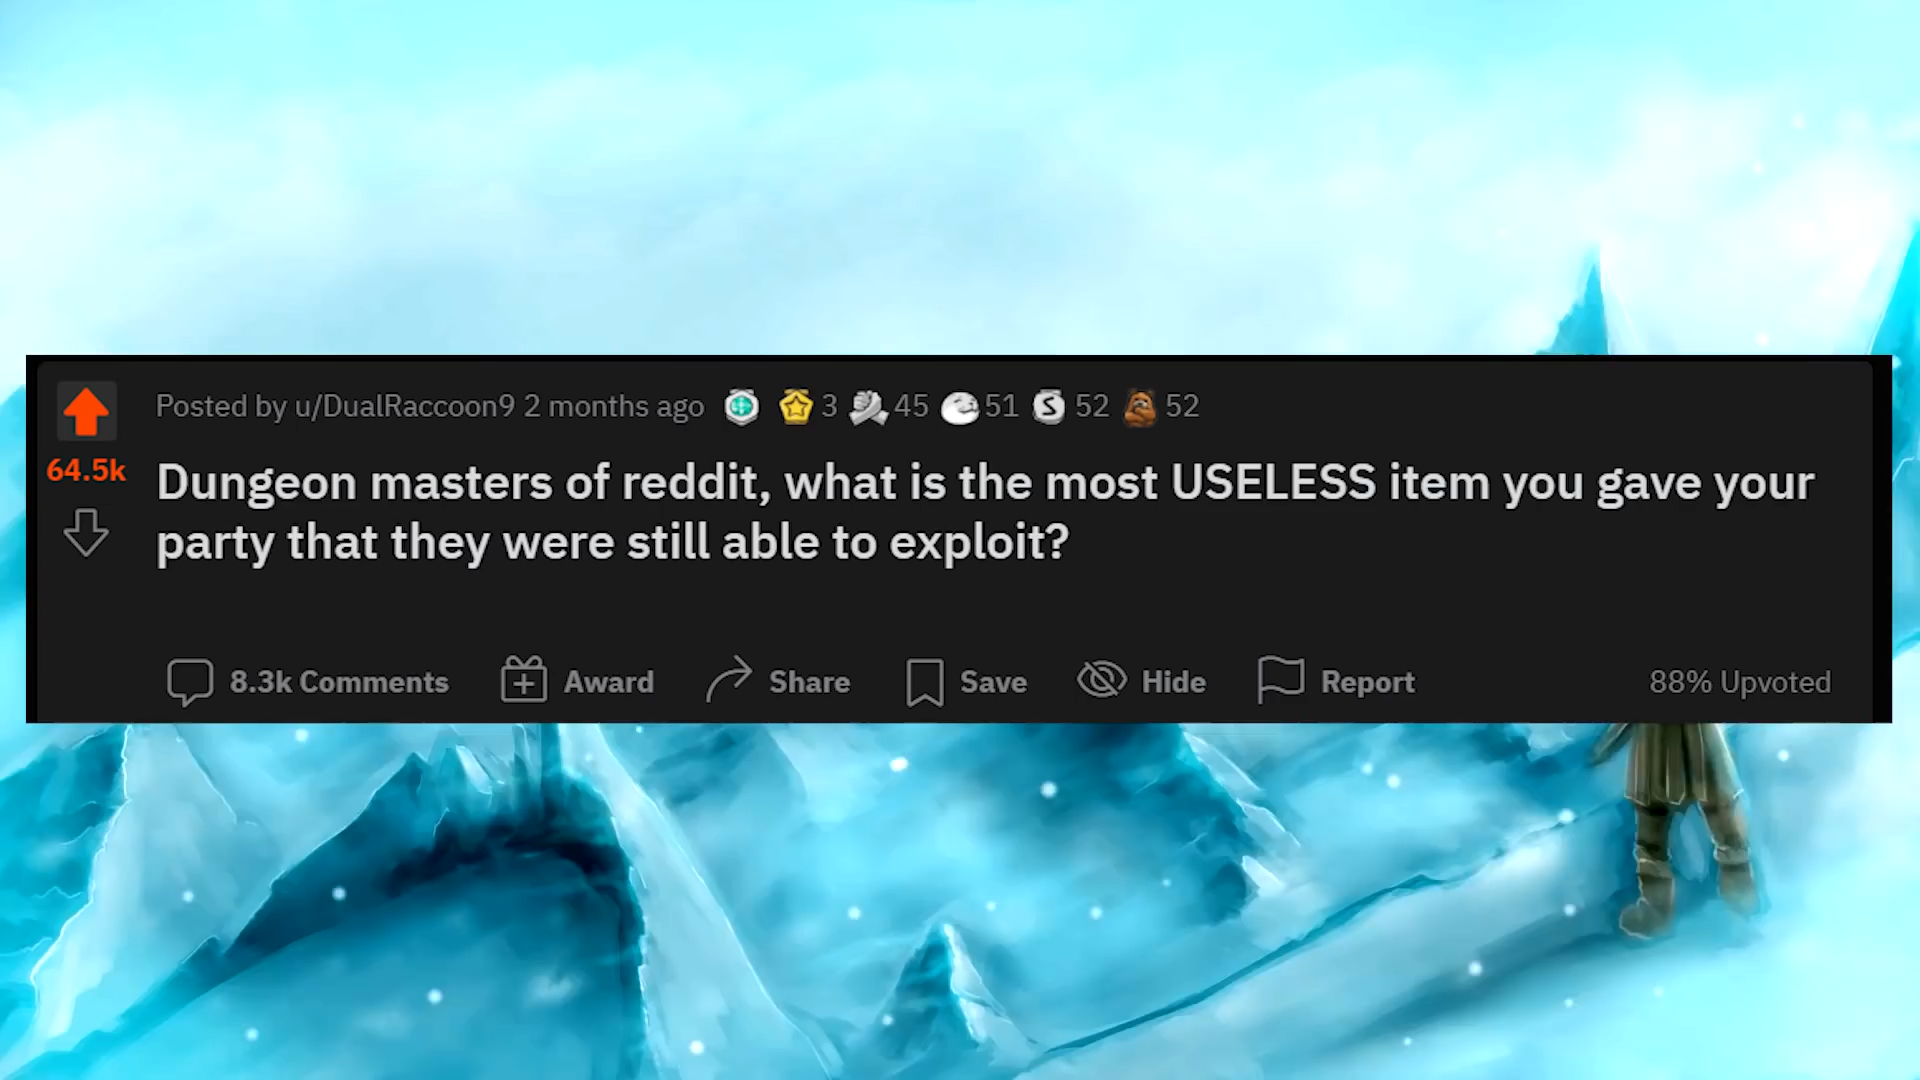 Posted by u/DualRaccoon9 2 months ago 3 45 51 S 52 52
64.5k
Dungeon masters of reddit, what is the most USELESS item you gave your
party that they were still able to exploit?
8.3k Comments Award Share Save Hide Report 88% Upvoted